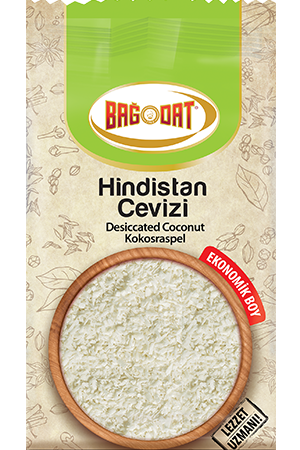 BAĞDAT
Hindistan
Cevizi
Desiccated Coconut
Kokosraspel
EKONOMİK BOY
LEZZET
UZMANI!